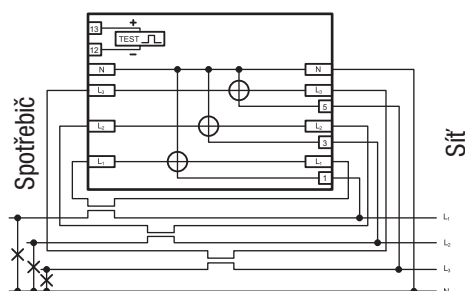 13
+
TEST
12
−
N N
L₃ L₃
5
L₂ L₂
3
L₁ L₁
1
Spotřebič
Síť
L₁
L₂
L₃
N